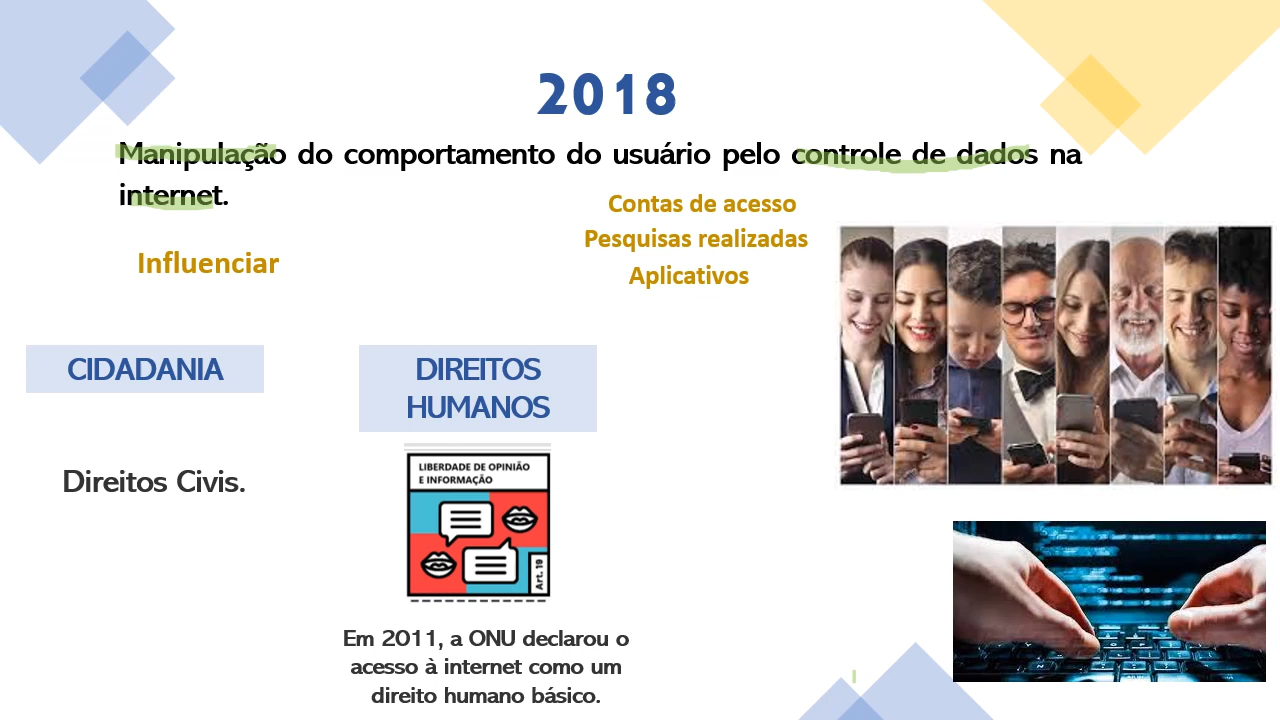 2018
Manipulação do comportamento do usuário pelo controle de dados na
internet.
Contas de acesso
Pesquisas realizadas
Aplicativos
Influenciar
CIDADANIA
Direitos Civis.
DIREITOS
HUMANOS
LIBERDADE DE OPINIÃO
E INFORMAÇÃO
Art. 19
Em 2011, a ONU declarou o
acesso à internet como um
direito humano básico.